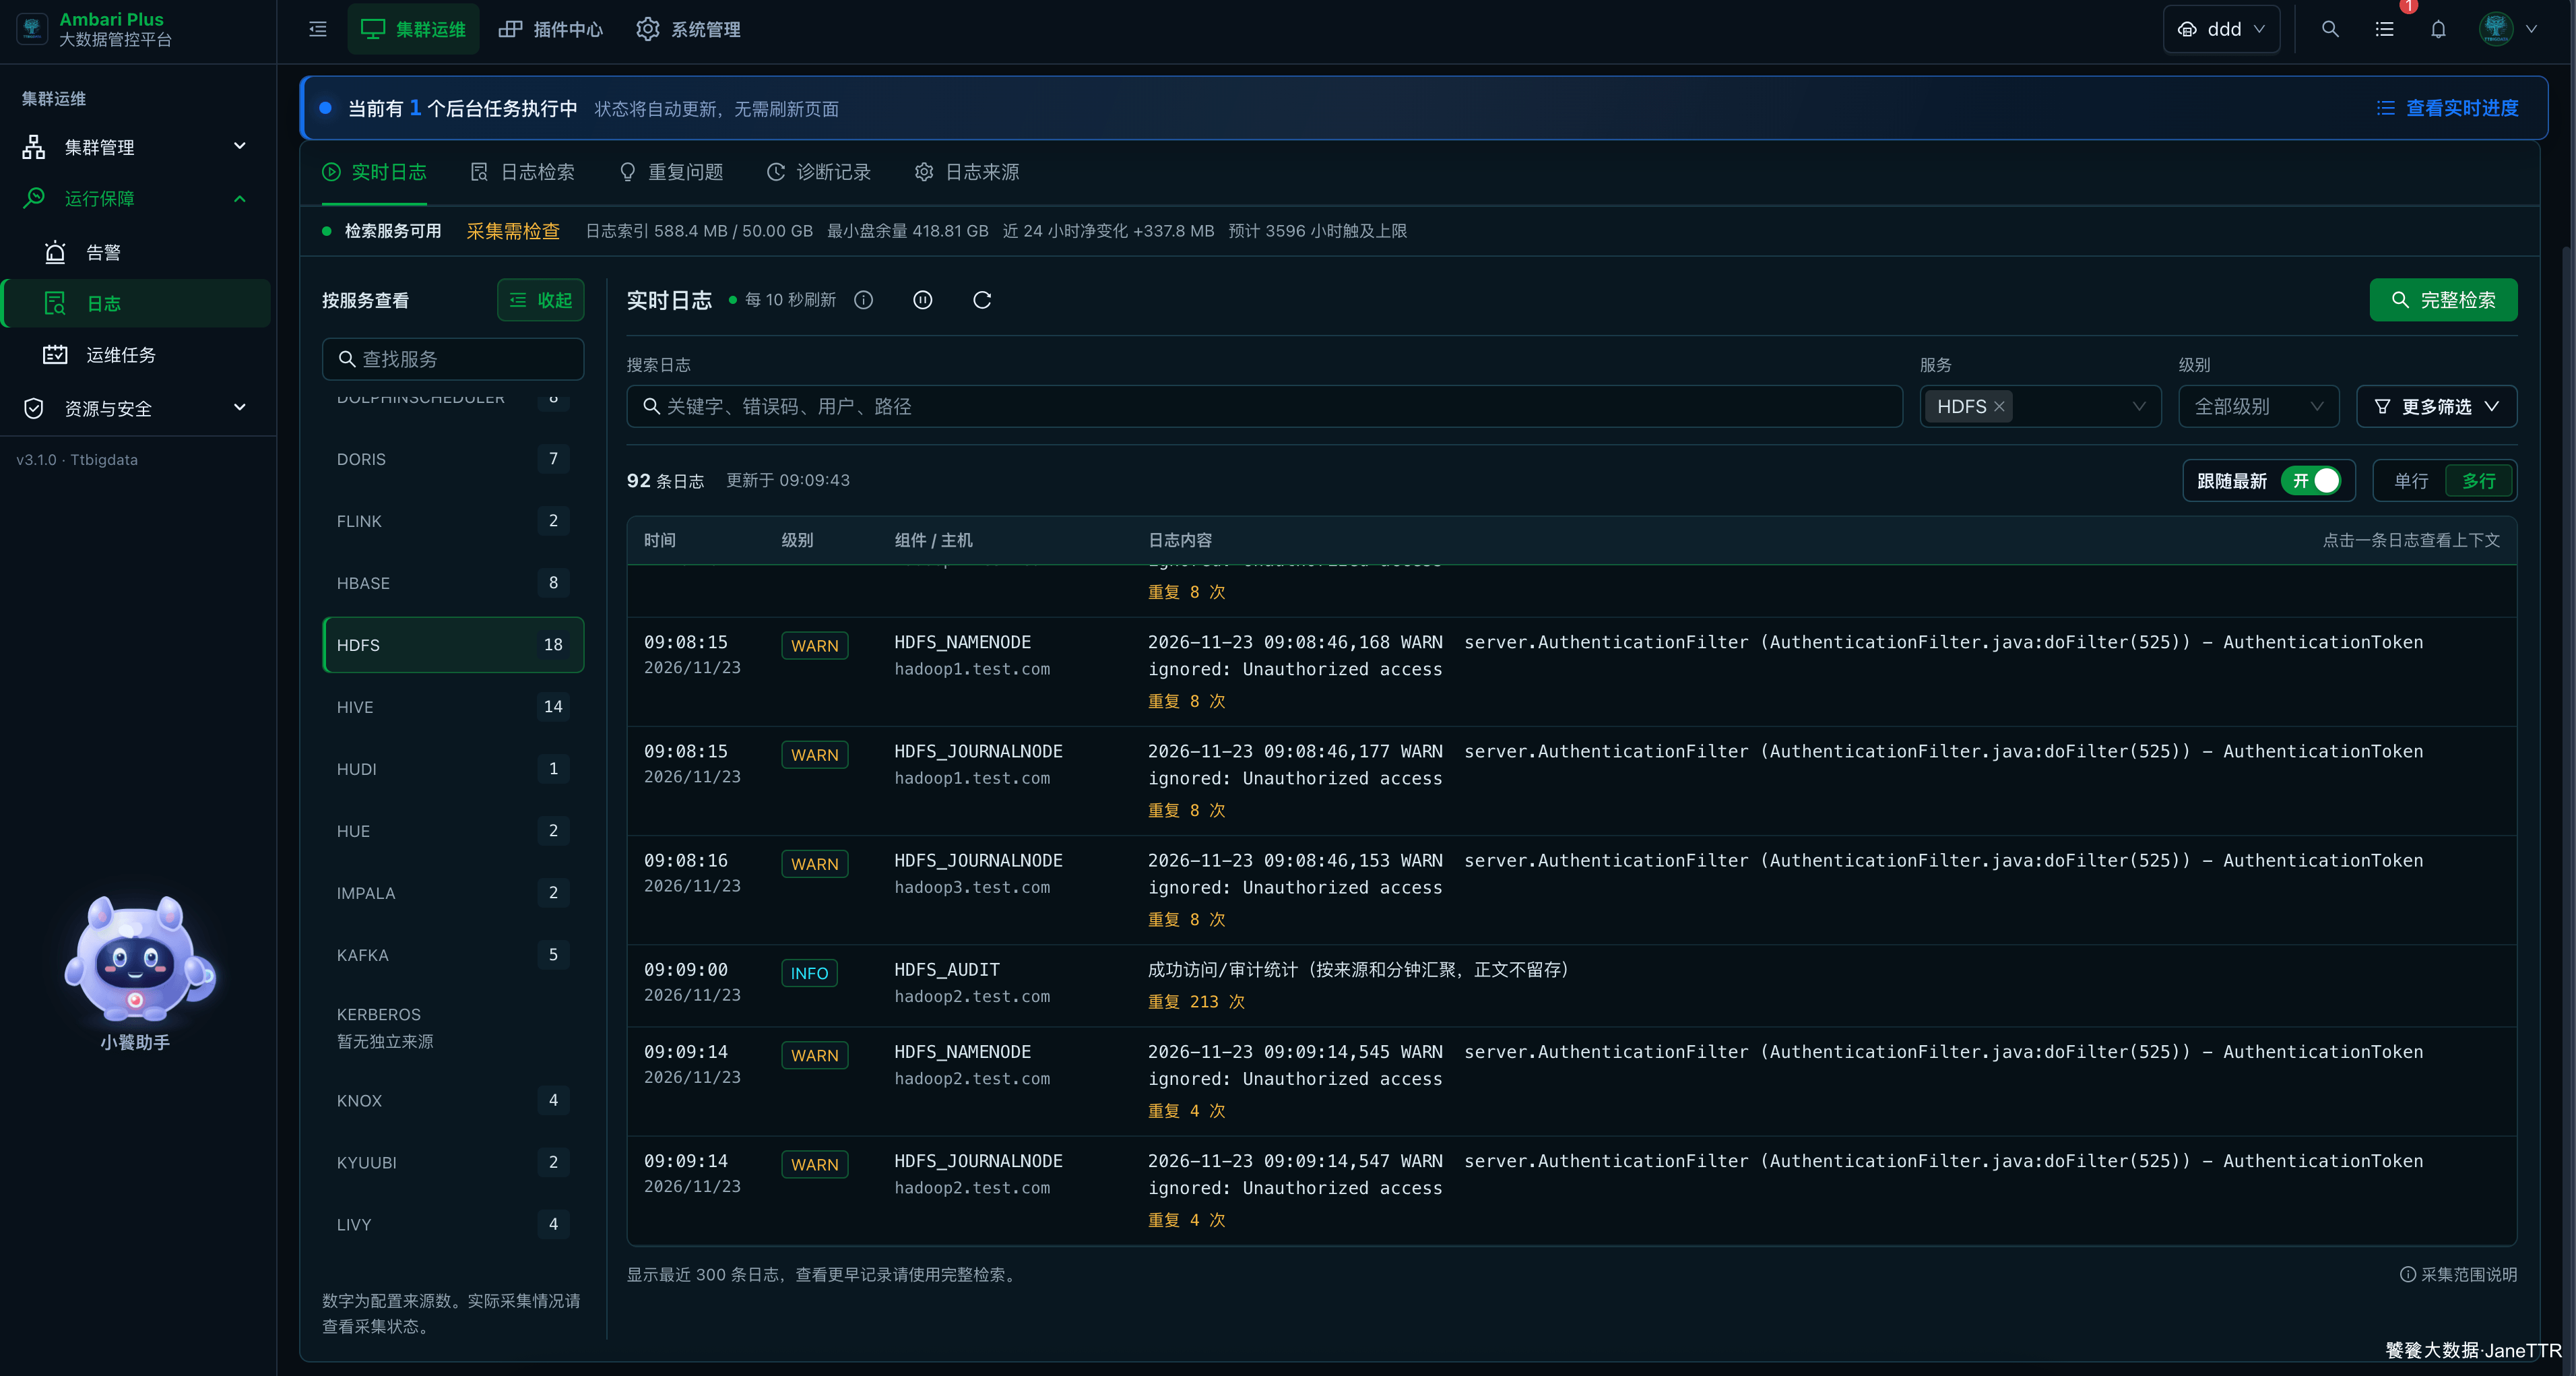 Ambari Plus
大数据管控平台
集群运维
插件中心
系统管理
ddd
1
集群运维
集群管理
运行保障
告警
日志
运维任务
资源与安全
v3.1.0 · Ttbigdata
小饕助手
当前有 1 个后台任务执行中 状态将自动更新，无需刷新页面
查看实时进度
实时日志
日志检索
重复问题
诊断记录
日志来源
检索服务可用 采集需检查 日志索引 588.4 MB / 50.00 GB 最小盘余量 418.81 GB 近 24 小时净变化 +337.8 MB 预计 3596 小时触及上限
按服务查看
收起
查找服务
DOLPHINSCHEDULER 8
DORIS 7
FLINK 2
HBASE 8
HDFS 18
HIVE 14
HUDI 1
HUE 2
IMPALA 2
KAFKA 5
KERBEROS
暂无独立来源
KNOX 4
KYUUBI 2
LIVY 4
数字为配置来源数。实际采集情况请
查看采集状态。
实时日志 每 10 秒刷新
完整检索
搜索日志
关键字、错误码、用户、路径
服务
HDFS
级别
全部级别
更多筛选
92 条日志 更新于 09:09:43
跟随最新 开
单行 多行
时间 级别 组件 / 主机 日志内容 点击一条日志查看上下文
ignored: Unauthorized access
重复 8 次
09:08:15 WARN HDFS_NAMENODE 2026-11-23 09:08:46,168 WARN server.AuthenticationFilter (AuthenticationFilter.java:doFilter(525)) - AuthenticationToken
2026/11/23 hadoop1.test.com ignored: Unauthorized access
重复 8 次
09:08:15 WARN HDFS_JOURNALNODE 2026-11-23 09:08:46,177 WARN server.AuthenticationFilter (AuthenticationFilter.java:doFilter(525)) - AuthenticationToken
2026/11/23 hadoop1.test.com ignored: Unauthorized access
重复 8 次
09:08:16 WARN HDFS_JOURNALNODE 2026-11-23 09:08:46,153 WARN server.AuthenticationFilter (AuthenticationFilter.java:doFilter(525)) - AuthenticationToken
2026/11/23 hadoop3.test.com ignored: Unauthorized access
重复 8 次
09:09:00 INFO HDFS_AUDIT 成功访问/审计统计（按来源和分钟汇聚，正文不留存）
2026/11/23 hadoop2.test.com
重复 213 次
09:09:14 WARN HDFS_NAMENODE 2026-11-23 09:09:14,545 WARN server.AuthenticationFilter (AuthenticationFilter.java:doFilter(525)) - AuthenticationToken
2026/11/23 hadoop2.test.com ignored: Unauthorized access
重复 4 次
09:09:14 WARN HDFS_JOURNALNODE 2026-11-23 09:09:14,547 WARN server.AuthenticationFilter (AuthenticationFilter.java:doFilter(525)) - AuthenticationToken
2026/11/23 hadoop2.test.com ignored: Unauthorized access
重复 4 次
显示最近 300 条日志，查看更早记录请使用完整检索。
采集范围说明
饕餮大数据·JaneTTR